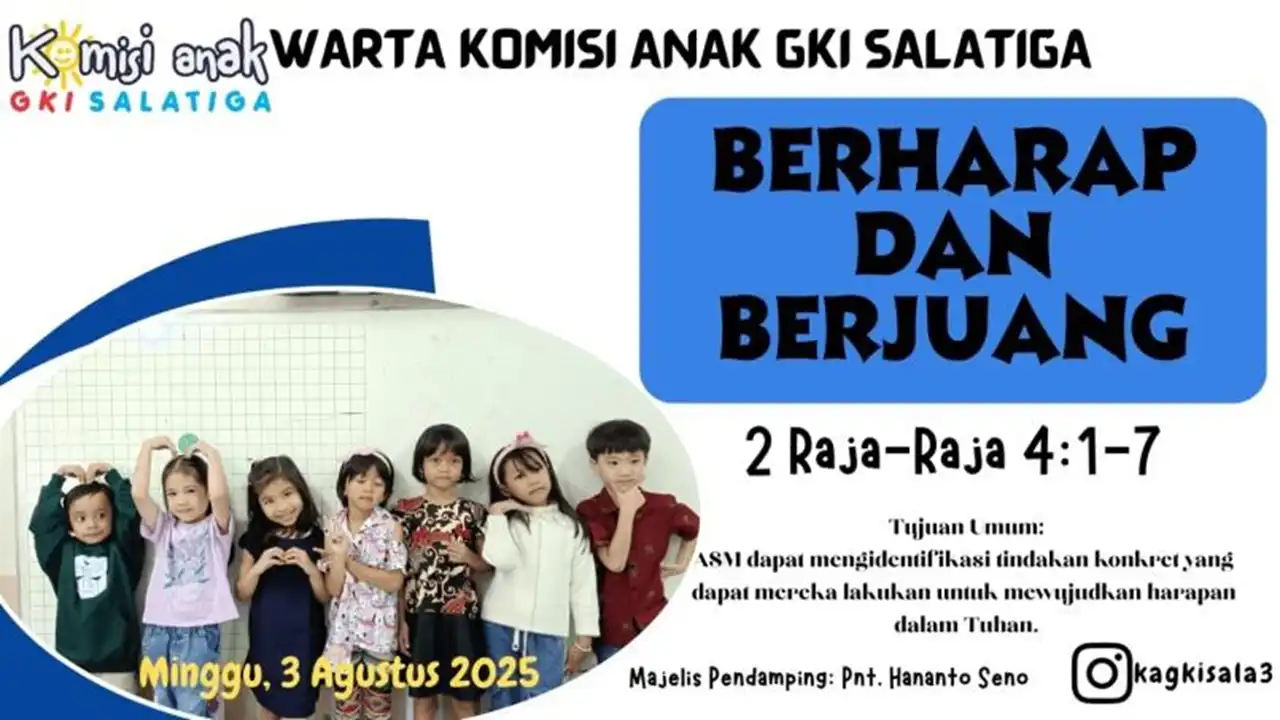 Komisi anak
GKI SALATIGA
WARTA KOMISI ANAK GKI SALATIGA
BERHARAP
DAN
BERJUANG
2 Raja-Raja 4:1-7
Tujuan Umum:
ASM dapat mengidentifikasi tindakan konkret yang
dapat mereka lakukan untuk mewujudkan harapan
dalam Tuhan.
Minggu, 3 Agustus 2025
Majelis Pendamping: Pnt. Hananto Seno
kagkisala3